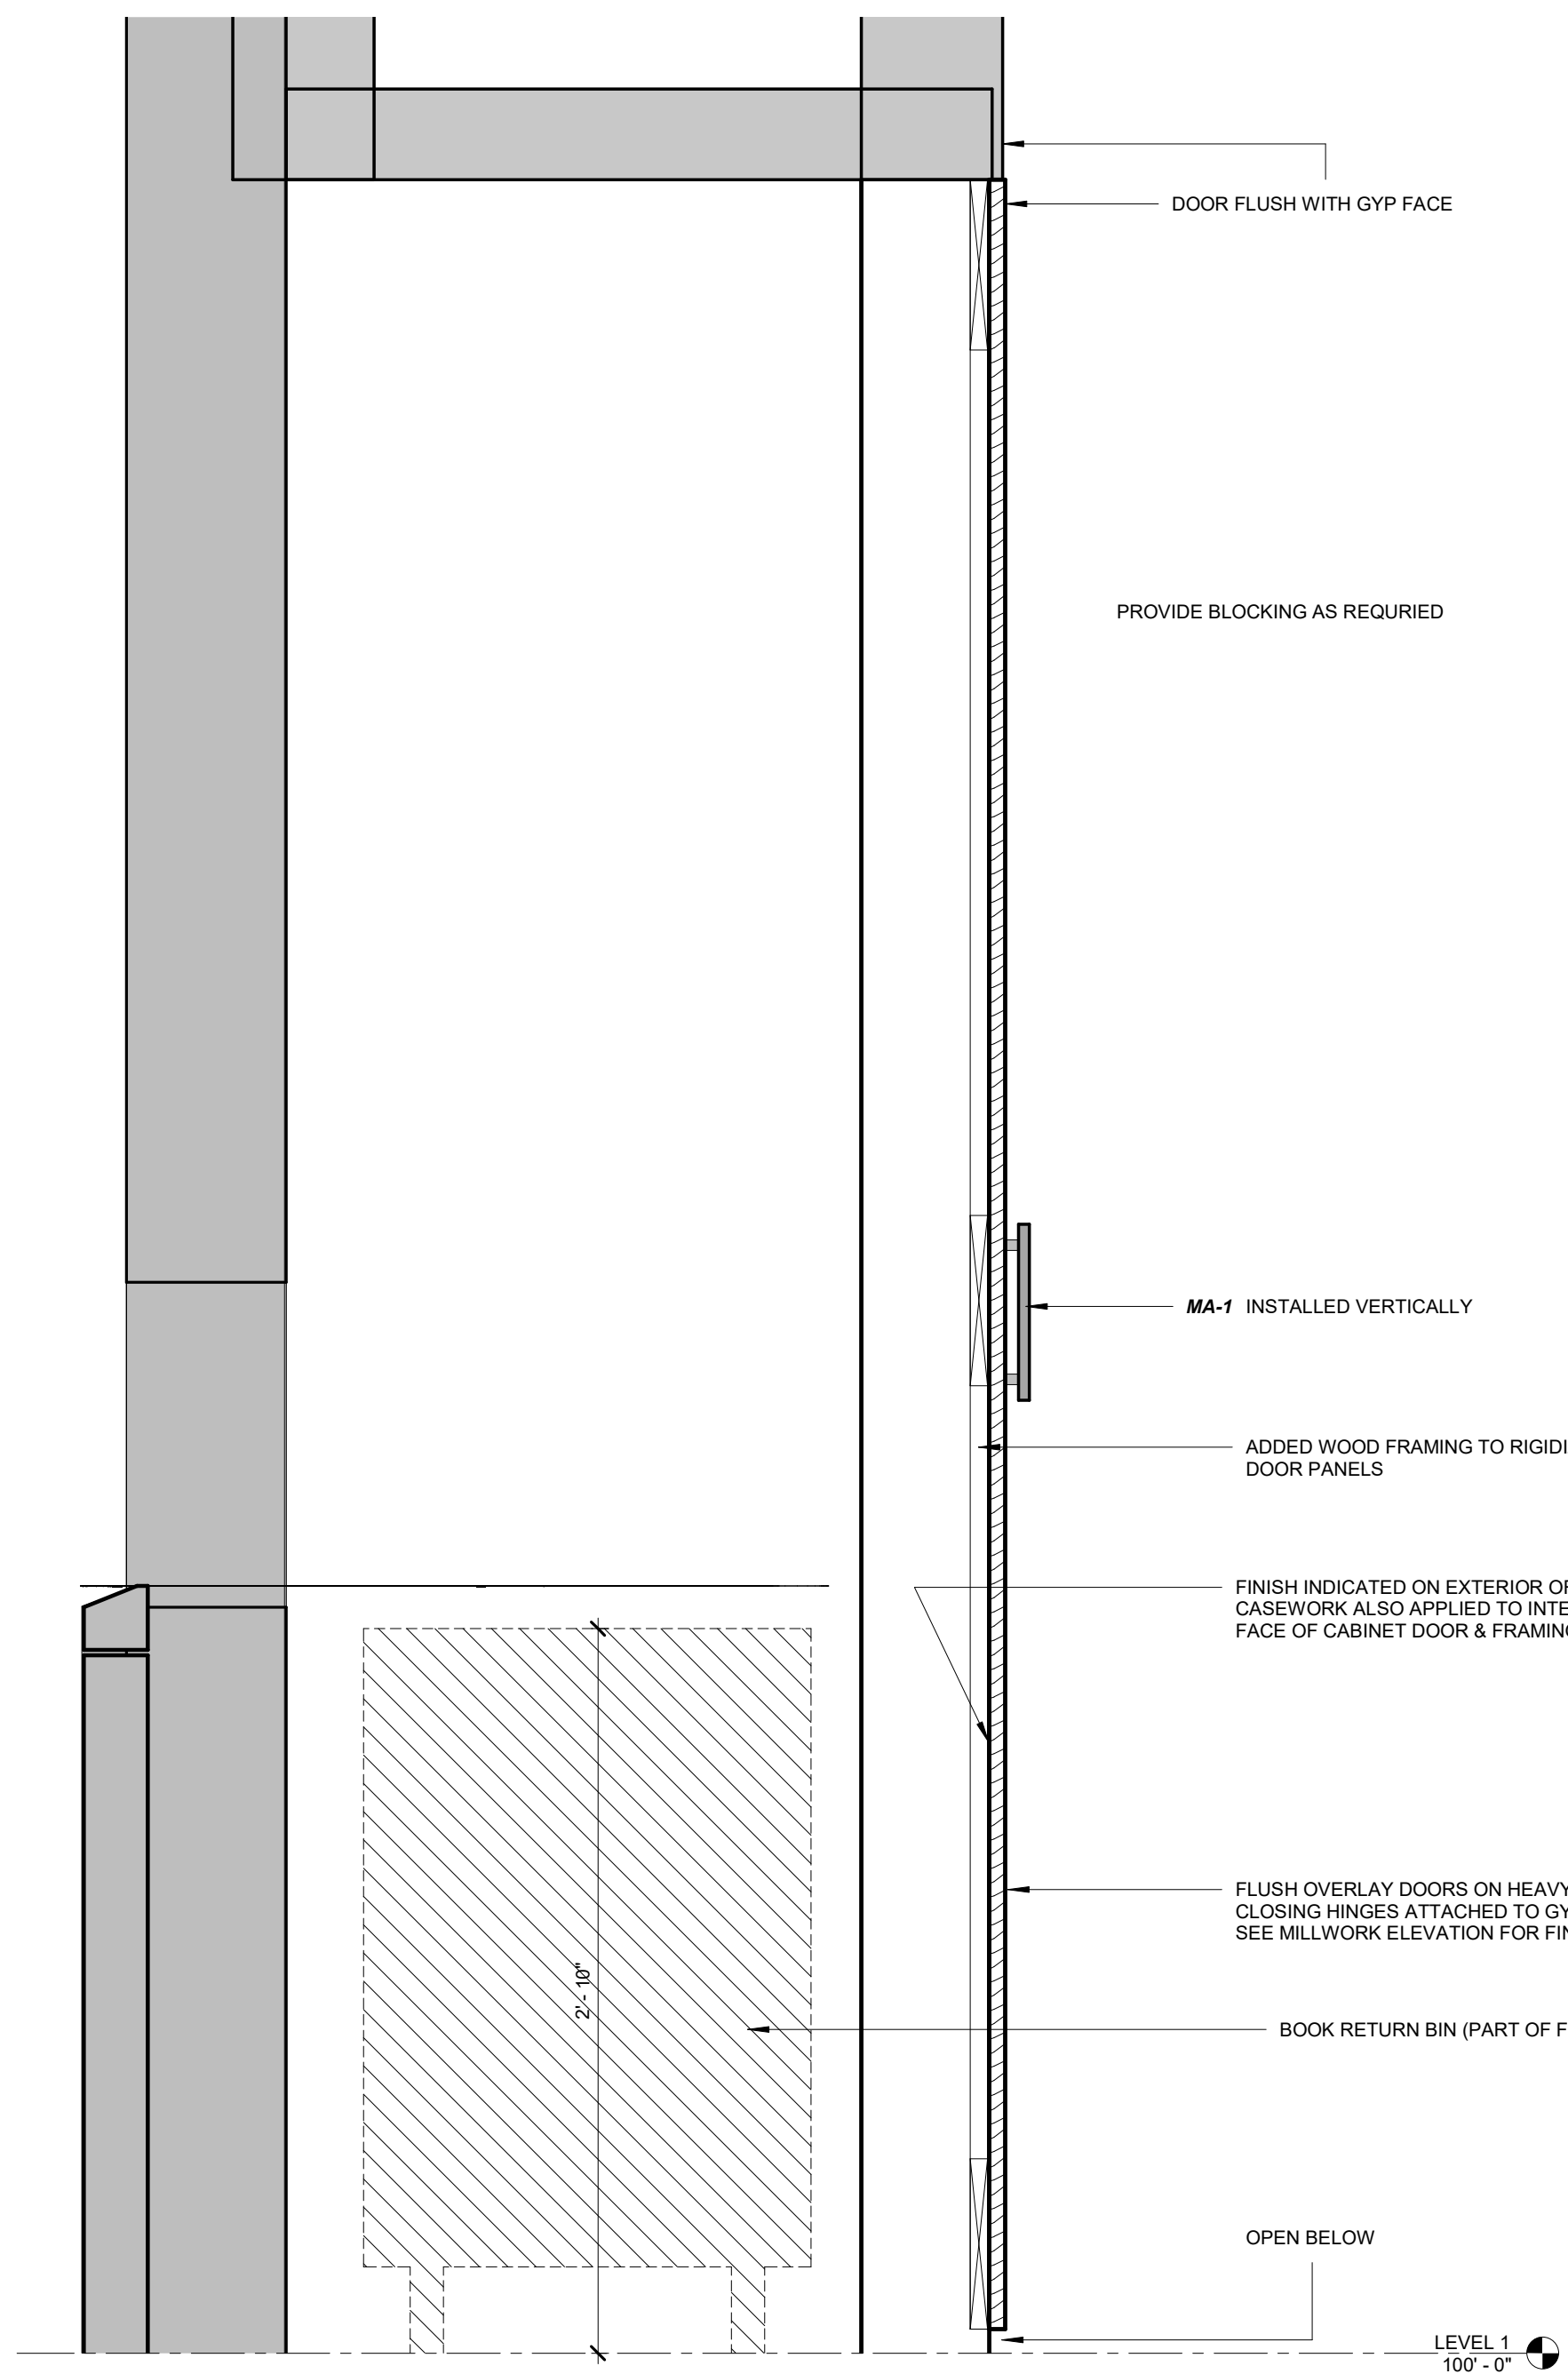 DOOR FLUSH WITH GYP FACE
PROVIDE BLOCKING AS REQURIED
MA-1 INSTALLED VERTICALLY
ADDED WOOD FRAMING TO RIGIDI
DOOR PANELS
FINISH INDICATED ON EXTERIOR OF
CASEWORK ALSO APPLIED TO INTE
FACE OF CABINET DOOR & FRAMING
FLUSH OVERLAY DOORS ON HEAVY
CLOSING HINGES ATTACHED TO GY
SEE MILLWORK ELEVATION FOR FIN
2' - 10"
BOOK RETURN BIN (PART OF F
OPEN BELOW
LEVEL 1
100' - 0"